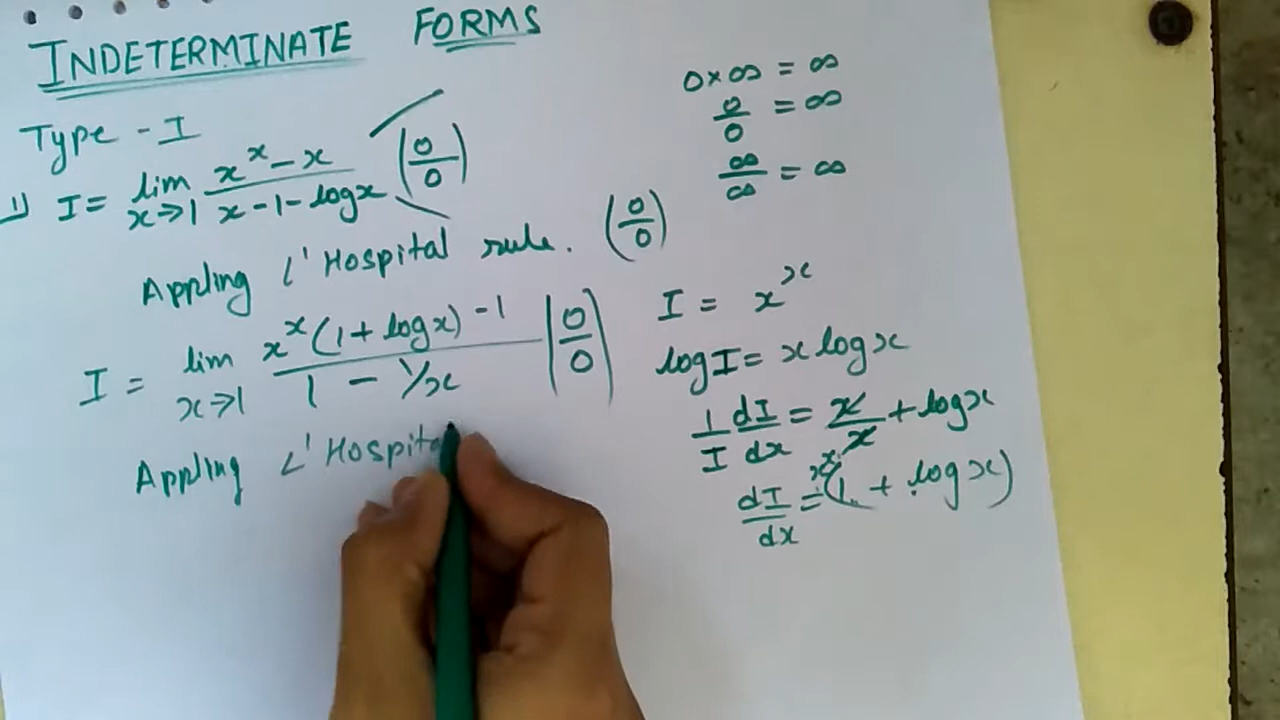 INDETERMINATE FORMS
Type - I
1) I = lim x→1 (x^x - x)/(x - 1 - log x) (0/0)
Appling L'Hospital rule. (0/0)
I = lim x→1 (x^x (1 + log x) - 1)/(1 - 1/x) (0/0)
Appling L'Hospita
0 × ∞ = ∞
0/0 = ∞
∞/∞ = ∞
I = x^x
log I = x log x
1/I dI/dx = x/x + log x
dI/dx = x^x (1 + log x)